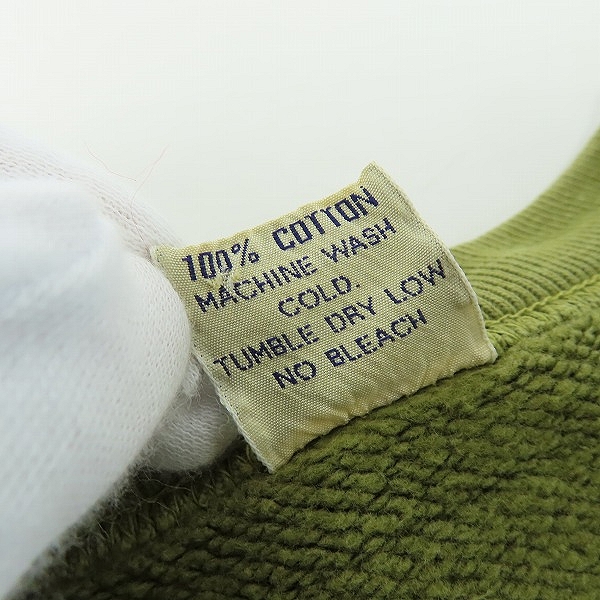 100% COTTON
MACHINE WASH
COLD.
TUMBLE DRY LOW
NO BLEACH